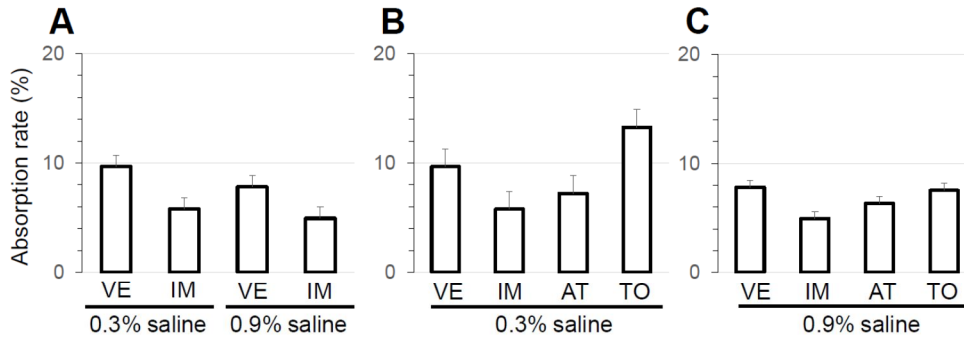 A
B
C
Absorption rate (%)
20
10
0
VE IM VE IM
0.3% saline 0.9% saline
20
10
0
VE IM AT TO
0.3% saline
20
10
0
VE IM AT TO
0.9% saline